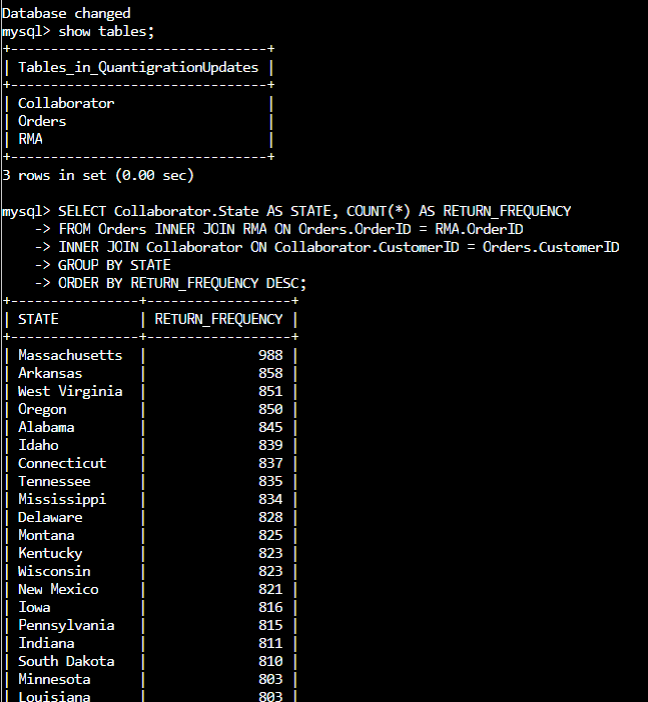 Database changed
mysql> show tables;
+--------------------------------+
| Tables_in_QuantigrationUpdates |
+--------------------------------+
| Collaborator                   |
| Orders                         |
| RMA                            |
+--------------------------------+
3 rows in set (0.00 sec)

mysql> SELECT Collaborator.State AS STATE, COUNT(*) AS RETURN_FREQUENCY
    -> FROM Orders INNER JOIN RMA ON Orders.OrderID = RMA.OrderID
    -> INNER JOIN Collaborator ON Collaborator.CustomerID = Orders.CustomerID
    -> GROUP BY STATE
    -> ORDER BY RETURN_FREQUENCY DESC;
+----------------+------------------+
| STATE          | RETURN_FREQUENCY |
+----------------+------------------+
| Massachusetts  |              988 |
| Arkansas       |              858 |
| West Virginia  |              851 |
| Oregon         |              850 |
| Alabama        |              845 |
| Idaho          |              839 |
| Connecticut    |              837 |
| Tennessee      |              835 |
| Mississippi    |              834 |
| Delaware       |              828 |
| Montana        |              825 |
| Kentucky       |              823 |
| Wisconsin      |              823 |
| New Mexico     |              821 |
| Iowa           |              816 |
| Pennsylvania   |              815 |
| Indiana        |              811 |
| South Dakota   |              810 |
| Minnesota      |              803 |
| Louisiana      |              803 |